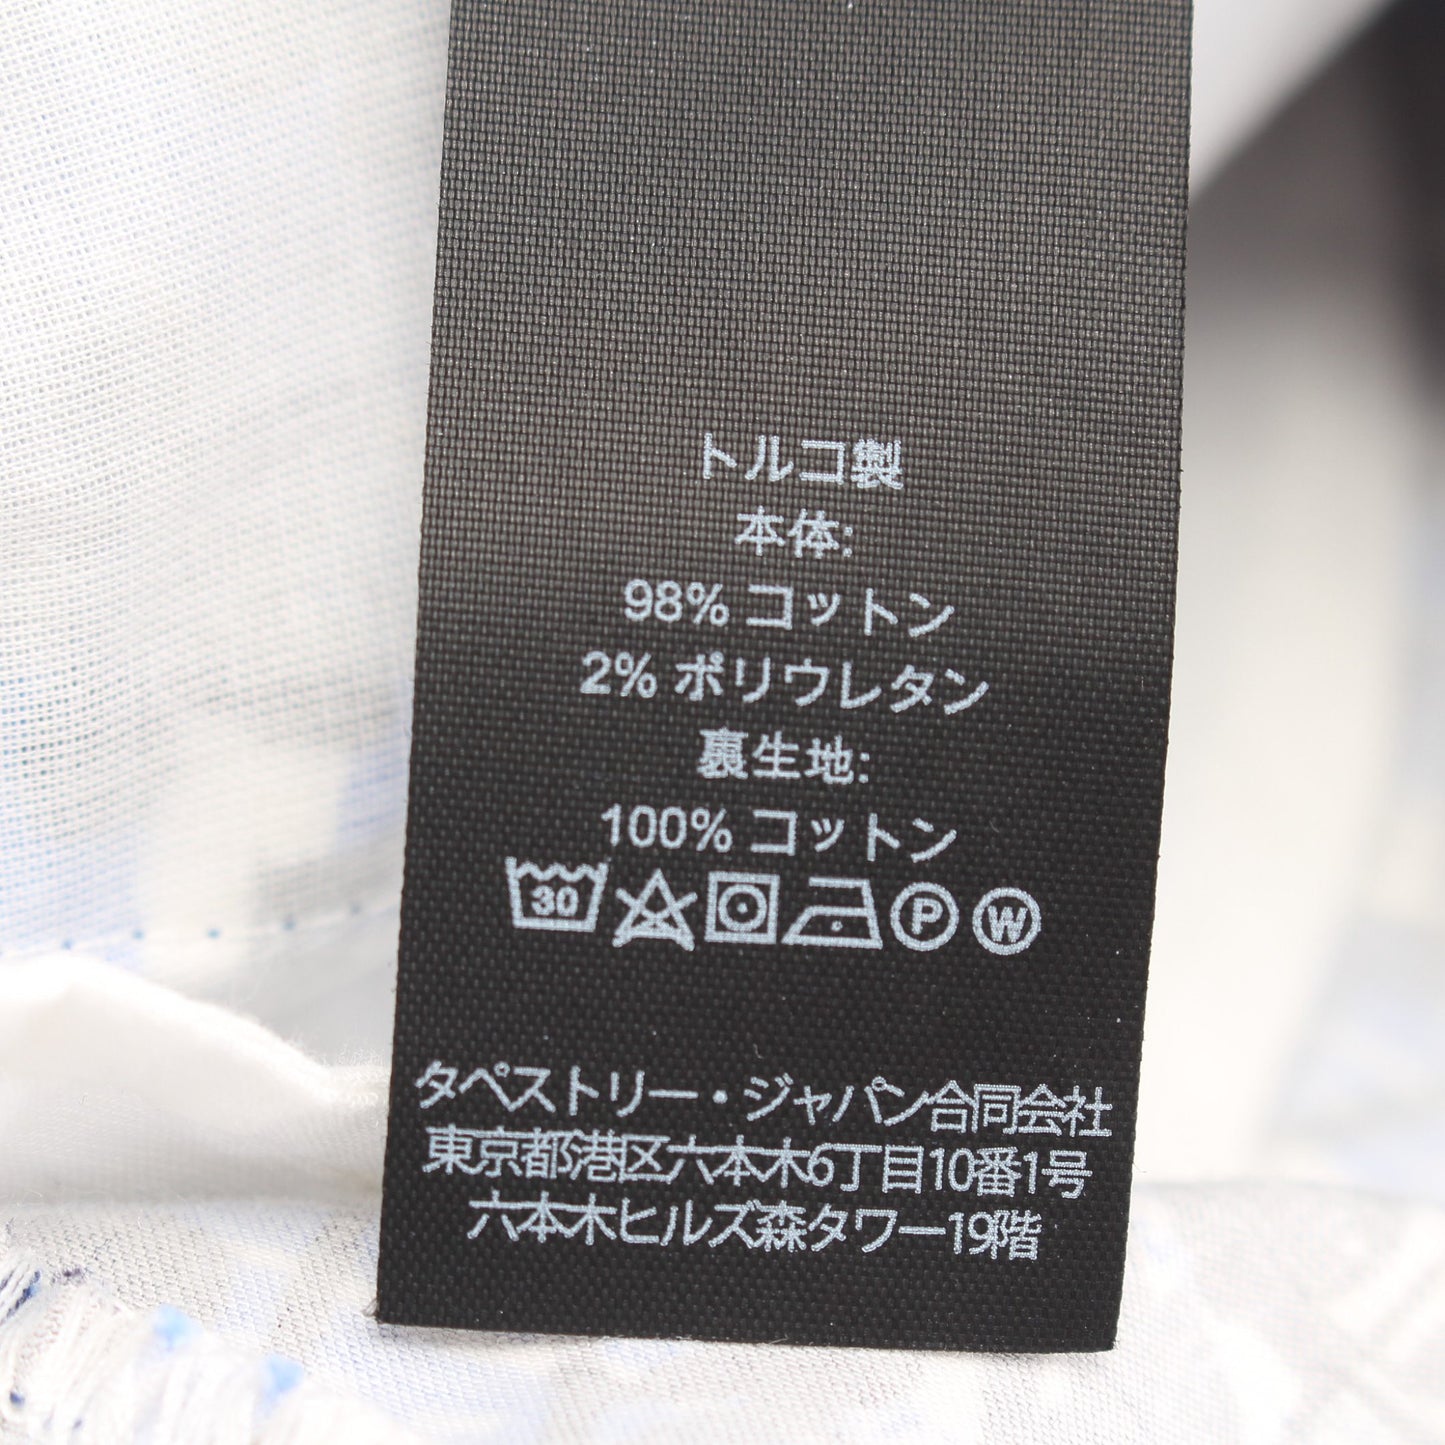 トルコ製
本体:
98% コットン
2% ポリウレタン
裏生地:
100% コットン
30 P W
タペストリー・ジャパン合同会社
東京都港区六本木6丁目10番1号
六本木ヒルズ森タワー19階